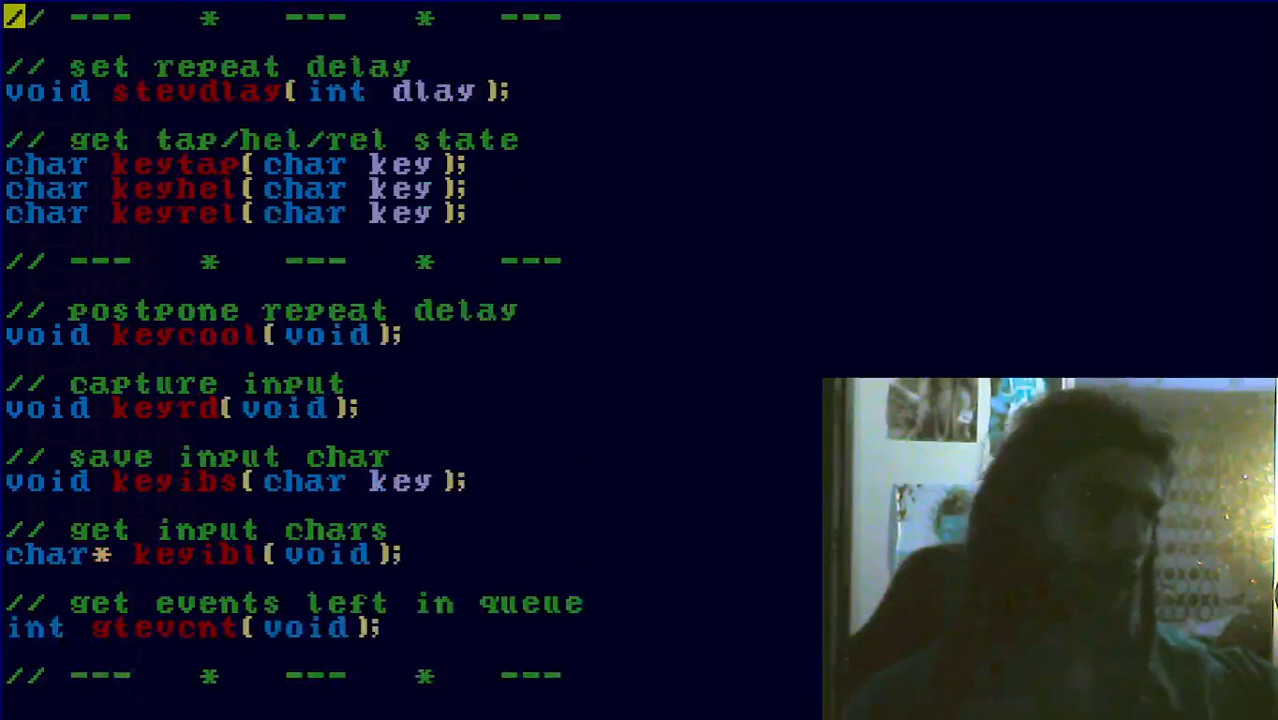 // --- * --- * ---
// set repeat delay
void stevdlay( int dlay );
// get tap/hel/rel state
char keytap( char key );
char keyhel( char key );
char keyrel( char key );
// --- * --- * ---
// postpone repeat delay
void keycool( void );
// capture input
void keyrd( void );
// save input char
void keyibs( char key );
// get input chars
char* keyibl( void );
// get events left in queue
int gtevcnt( void );
// --- * --- * ---